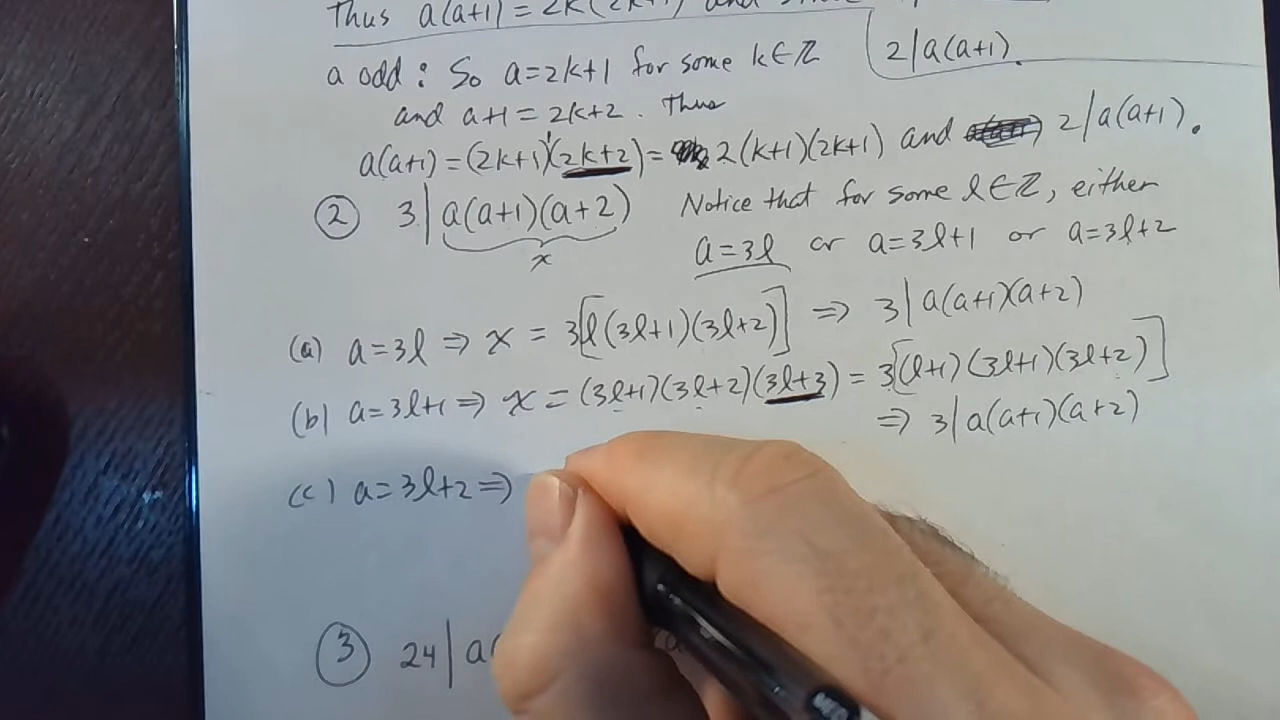 Thus a(a+1) = 2k(2k+1) and
a odd: So a=2k+1 for some k∈ℤ
2|a(a+1).
and a+1 = 2k+2. Thus
a(a+1) = (2k+1)(2k+2) = 2(k+1)(2k+1) and 2|a(a+1).
② 3|a(a+1)(a+2) Notice that for some l∈ℤ, either
x
a=3l or a=3l+1 or a=3l+2
(a) a=3l ⇒ x = 3[l(3l+1)(3l+2)] ⇒ 3|a(a+1)(a+2)
(b) a=3l+1 ⇒ x = (3l+1)(3l+2)(3l+3) = 3[(l+1)(3l+1)(3l+2)]
⇒ 3|a(a+1)(a+2)
(c) a=3l+2 ⇒
③ 24|a(